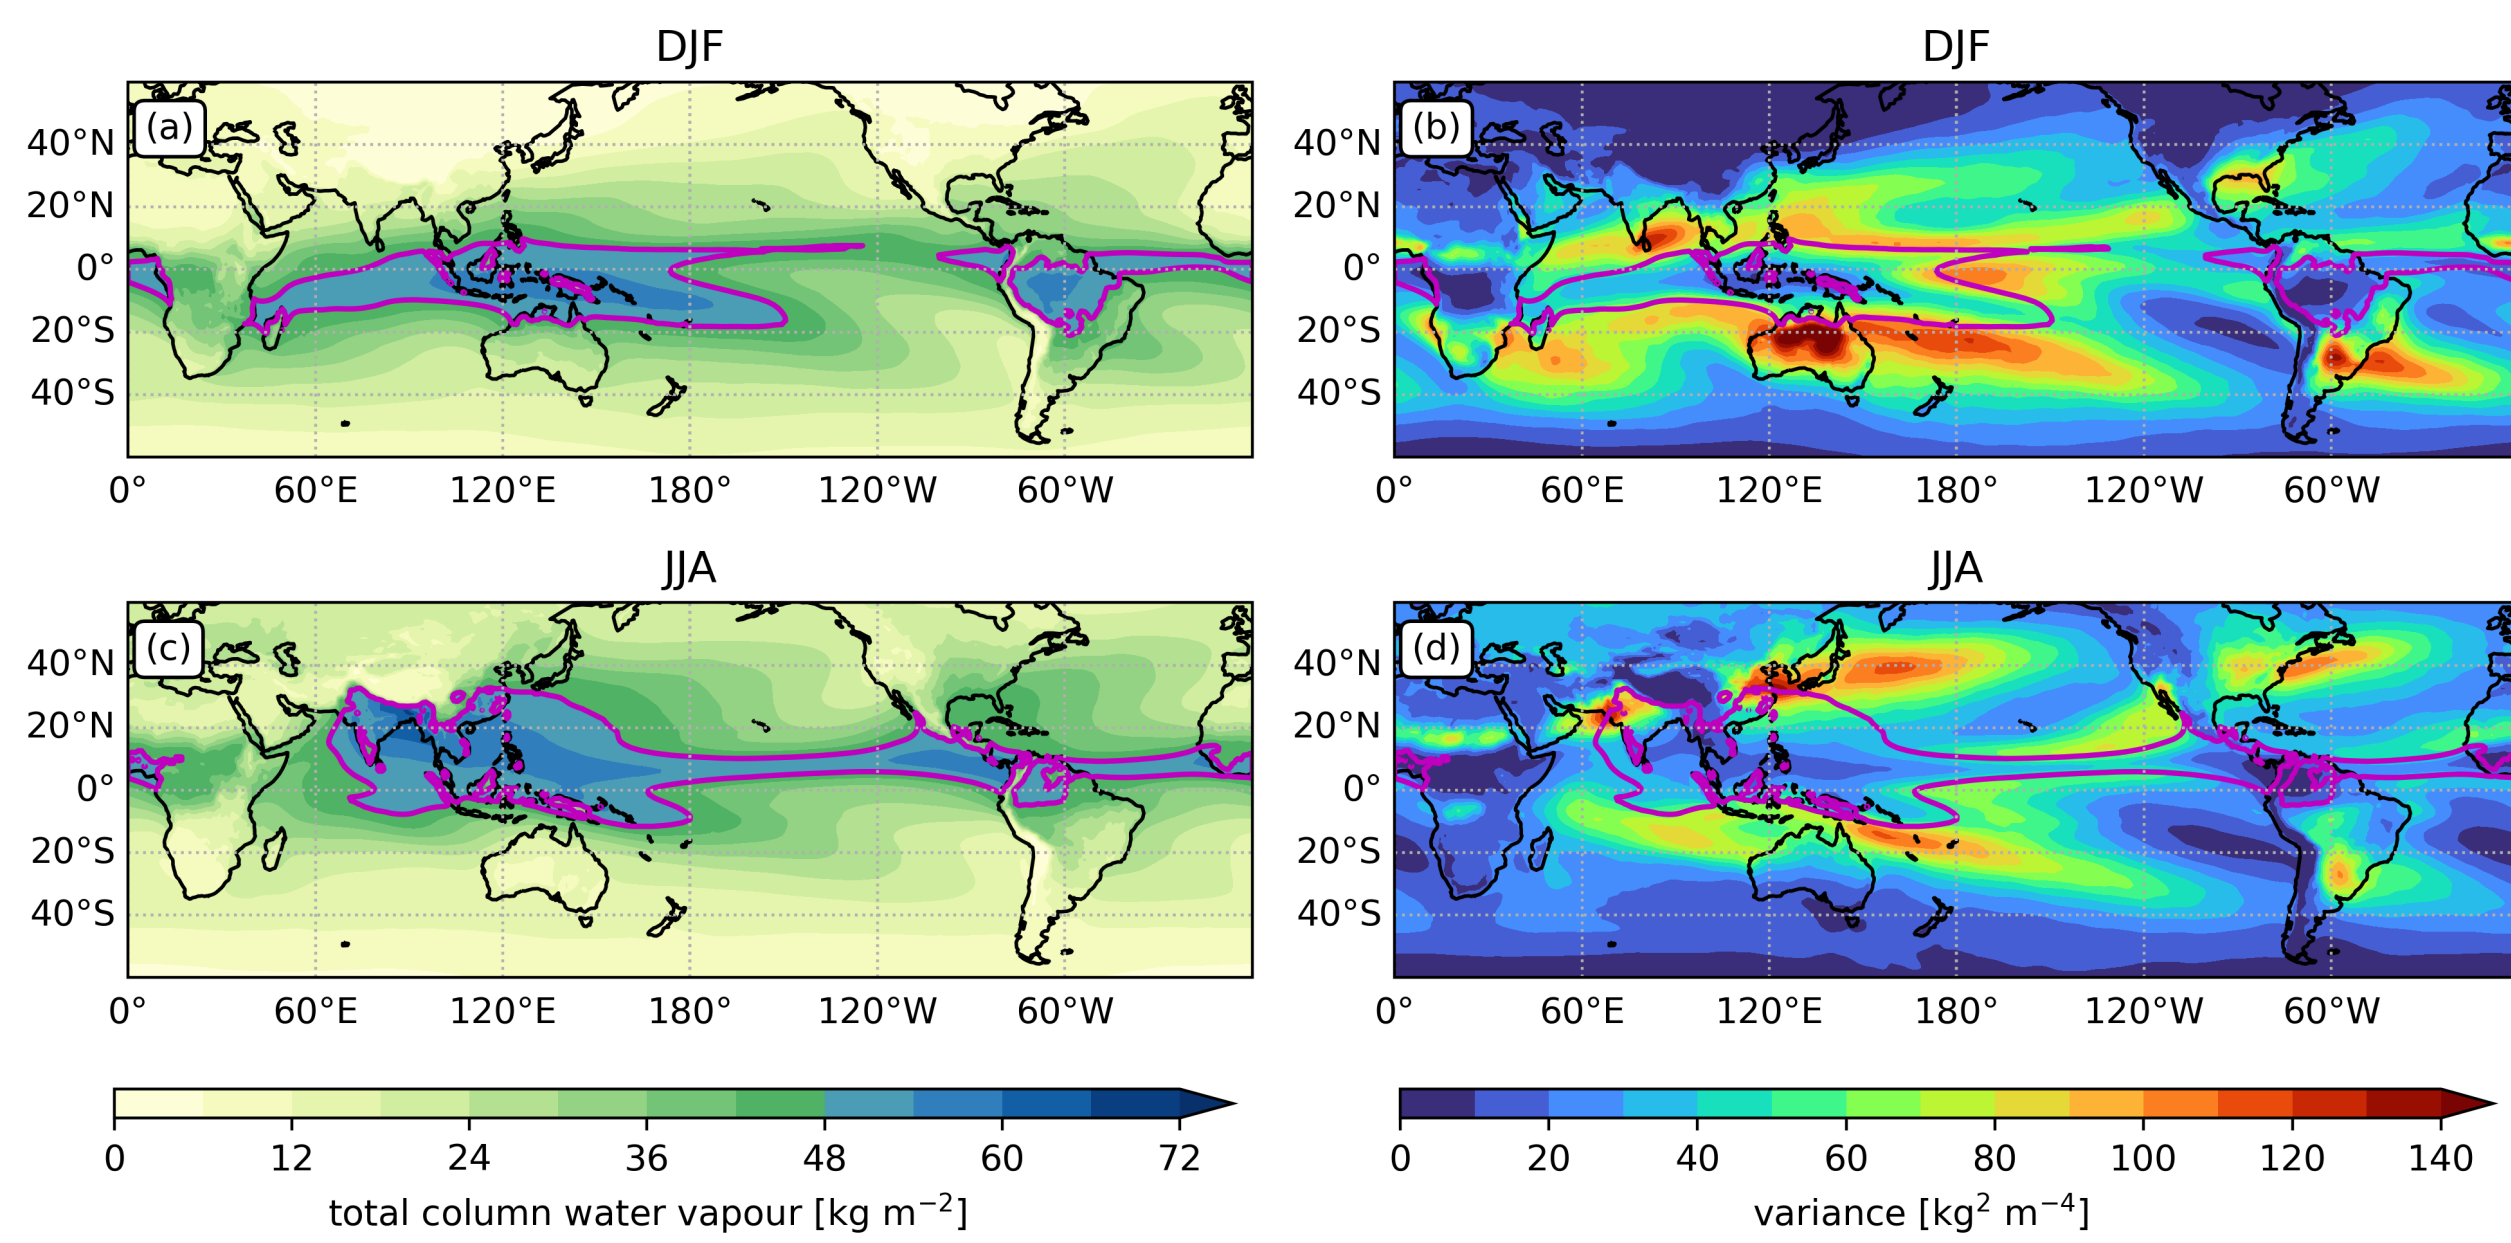 DJF
DJF
(a)
40°N
20°N
0°
20°S
40°S
0° 60°E 120°E 180° 120°W 60°W
(b)
40°N
20°N
0°
20°S
40°S
0° 60°E 120°E 180° 120°W 60°W
JJA
JJA
(c)
40°N
20°N
0°
20°S
40°S
0° 60°E 120°E 180° 120°W 60°W
(d)
40°N
20°N
0°
20°S
40°S
0° 60°E 120°E 180° 120°W 60°W
0 12 24 36 48 60 72
total column water vapour [kg m⁻²]
0 20 40 60 80 100 120 140
variance [kg² m⁻⁴]